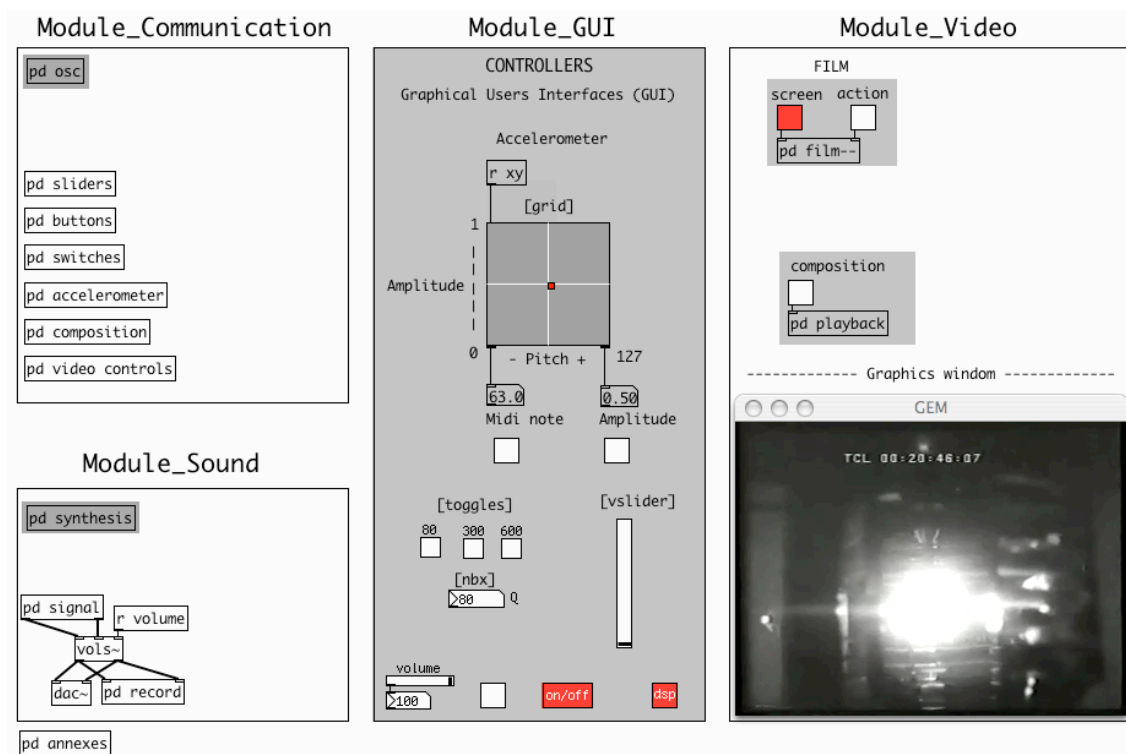 Module_Communication
pd osc
pd sliders
pd buttons
pd switches
pd accelerometer
pd composition
pd video controls
Module_Sound
pd synthesis
pd signal
r volume
vols~
dac~
pd record
pd annexes
Module_GUI
CONTROLLERS
Graphical Users Interfaces (GUI)
Accelerometer
r xy
[grid]
1
Amplitude
0
- Pitch +
127
63.0
0.50
Midi note
Amplitude
[toggles]
[vslider]
80 300 600
[nbx]
80 Q
volume
100
on/off
dsp
Module_Video
FILM
screen action
pd film--
composition
pd playback
------------ Graphics windom ------------
GEM
TCL 00:20:46:07